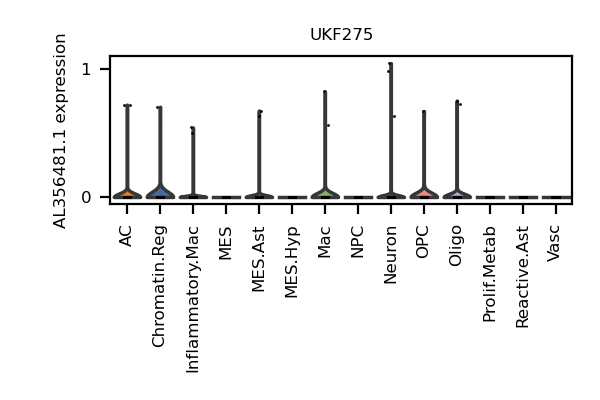 UKF275
AL356481.1 expression
1
0
AC
Chromatin.Reg
Inflammatory.Mac
MES
MES.Ast
MES.Hyp
Mac
NPC
Neuron
OPC
Oligo
Prolif.Metab
Reactive.Ast
Vasc